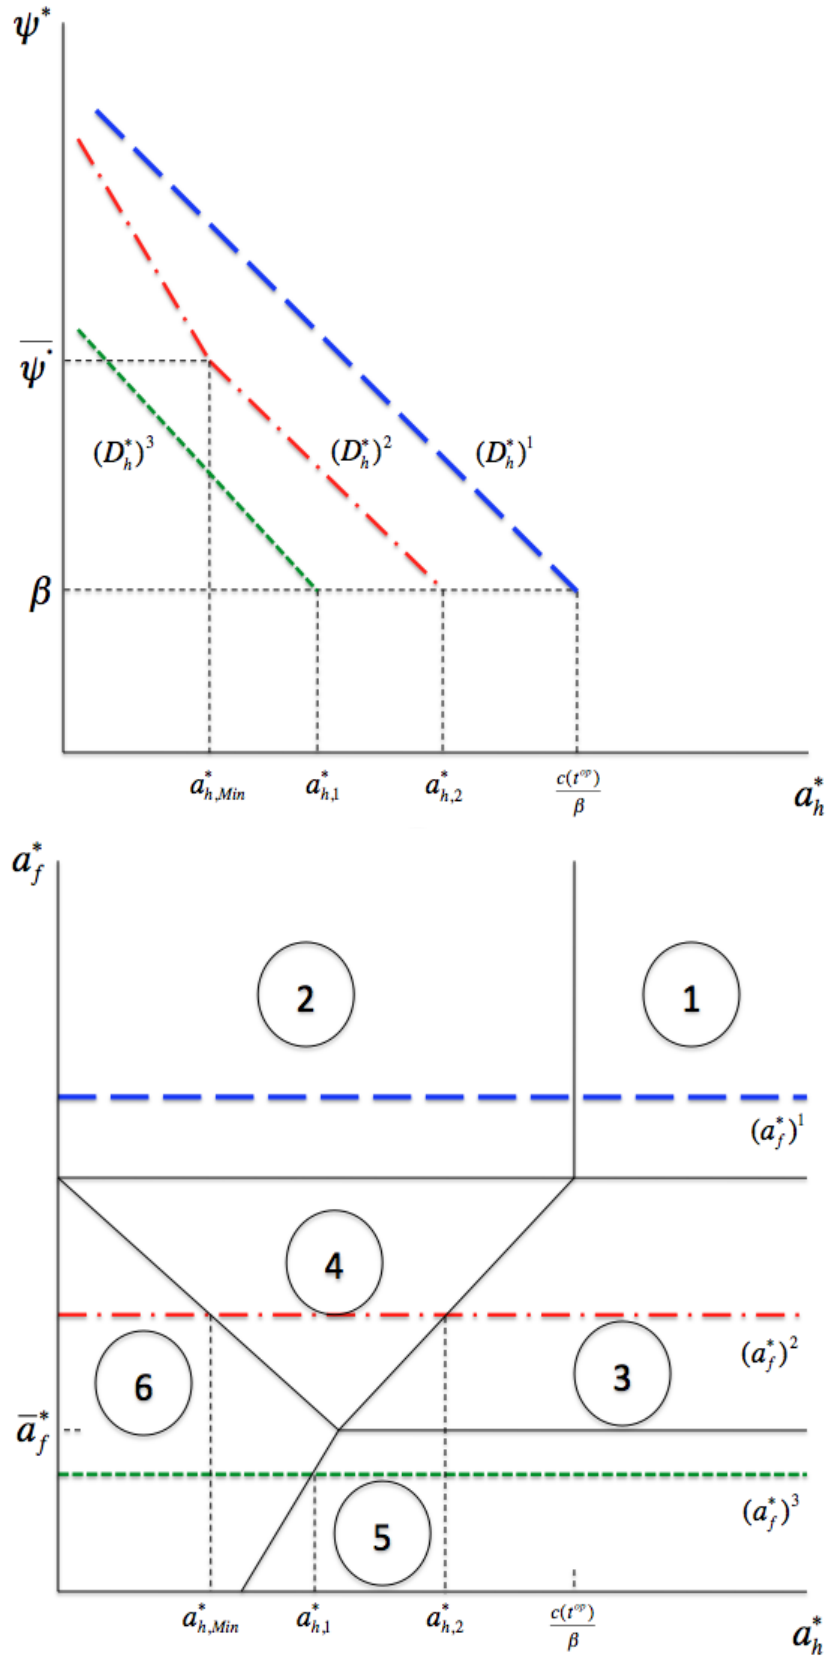 ψ*
ψ̄*
(D*_h)³ (D*_h)² (D*_h)¹
β
a*_{h,Min} a*_{h,1} a*_{h,2} c(t^{op})/β a*_h
a*_f
2 1
(a*_f)¹
4
(a*_f)²
6 3
ā*_f
(a*_f)³
5
a*_{h,Min} a*_{h,1} a*_{h,2} c(t^{op})/β a*_h